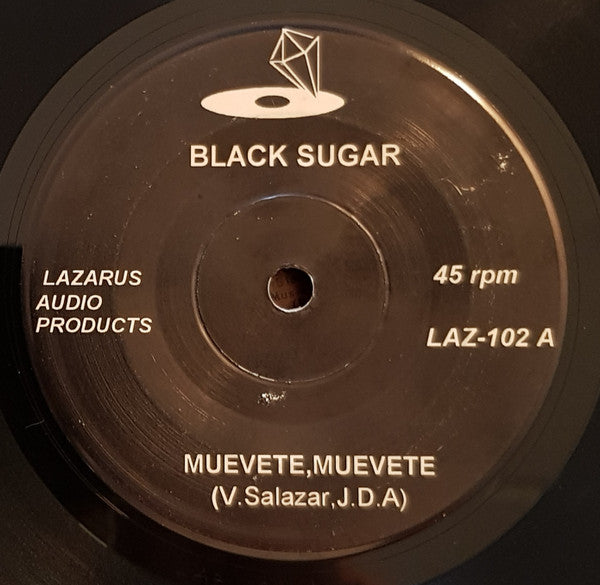 BLACK SUGAR
LAZARUS
AUDIO
PRODUCTS
45 rpm
LAZ-102 A
MUEVETE,MUEVETE
(V.Salazar,J.D.A)